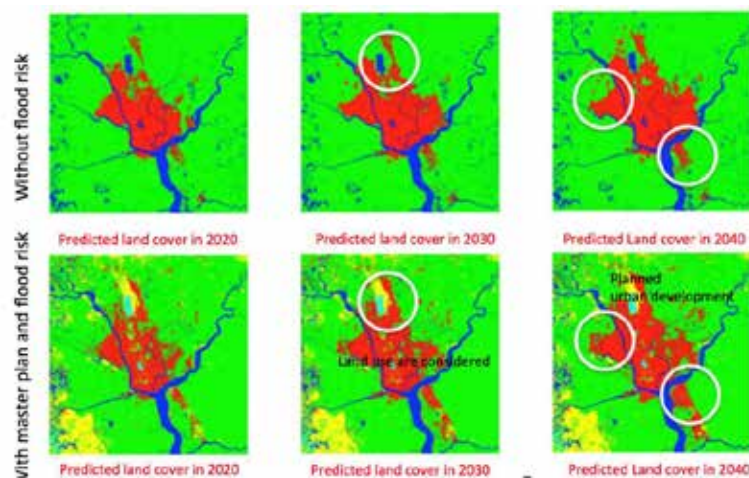 Without flood risk
Predicted land cover in 2020
Predicted land cover in 2030
Predicted Land cover in 2040
With master plan and flood risk
Planned
urban development
Land use are considered
Predicted land cover in 2020
Predicted land cover in 2030
Predicted Land cover in 2040